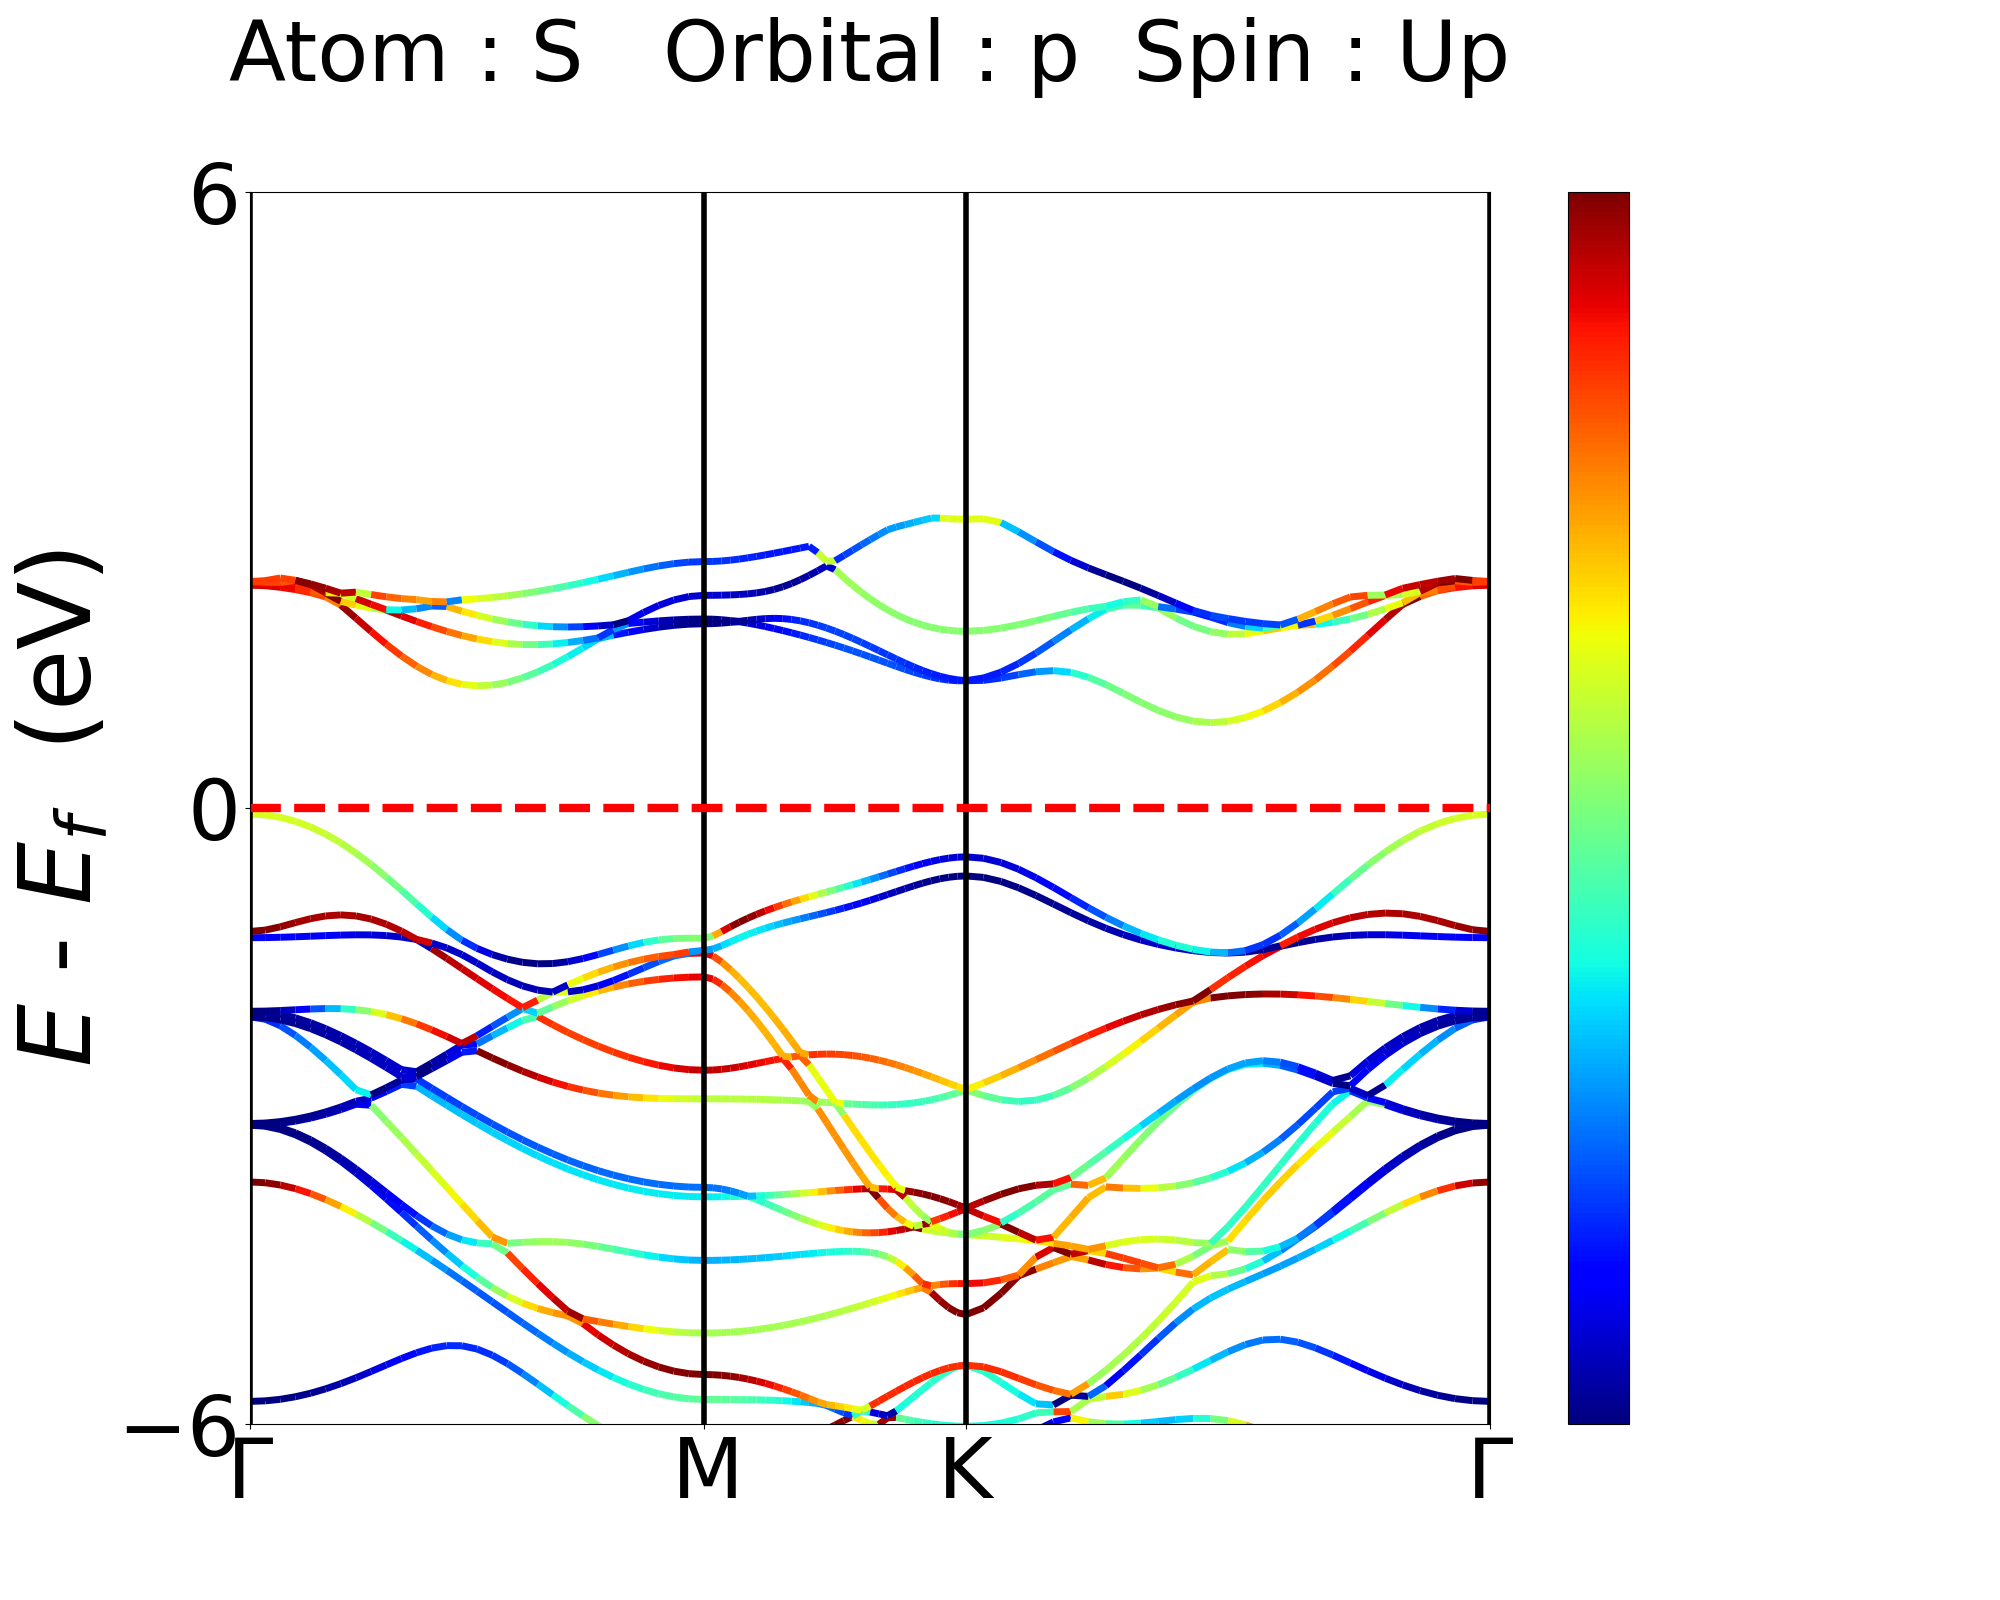 Atom : S   Orbital : p  Spin : Up
E - E_f (eV)
6
0
−6
Γ M K Γ